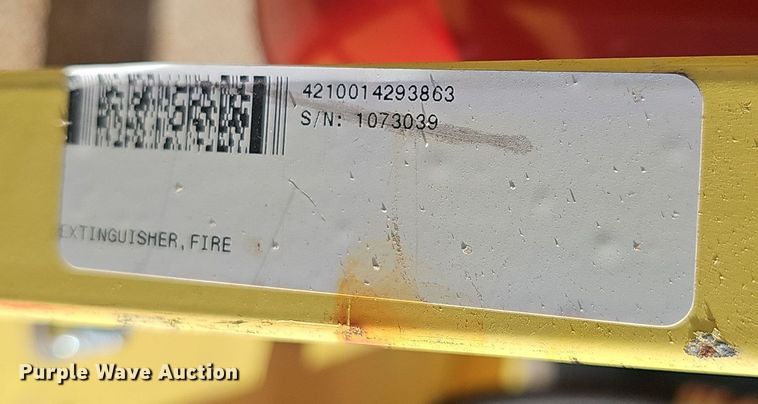 4210014293863
S/N: 1073039
EXTINGUISHER, FIRE
Purple Wave Auction